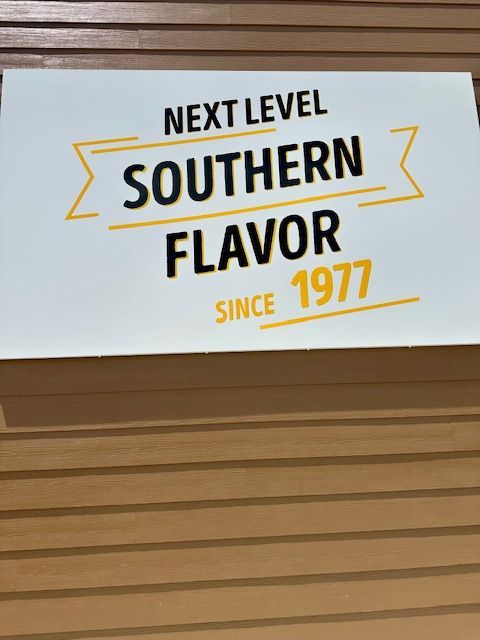 NEXT LEVEL
SOUTHERN
FLAVOR
SINCE 1977